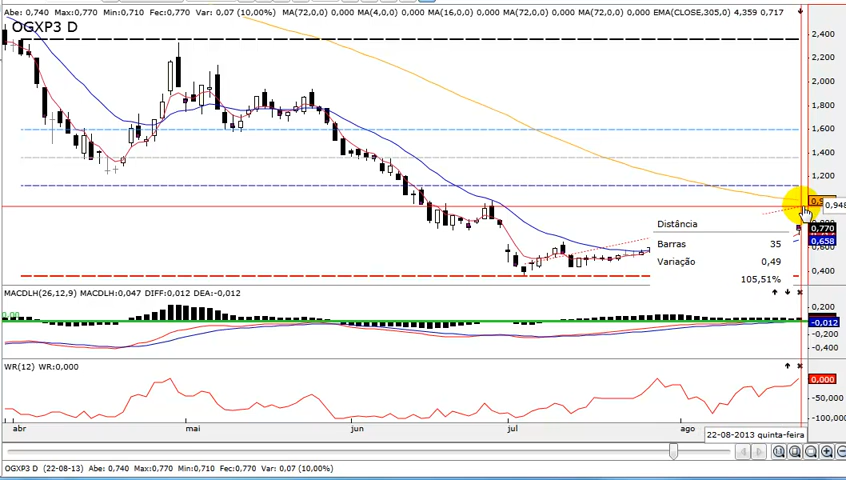 Abe: 0,740 Max:0,770 Min:0,710 Fec:0,770 Var: 0,07 (10,00%) MA(72,0,0) 0,000 MA(4,0,0) 0,000 MA(16,0,0) 0,000 MA(72,0,0) 0,000 MA(72,0,0) 0,000 EMA(CLOSE,305,0) 4,359 0,717
OGXP3 D
2,400
2,200
2,000
1,800
1,600
1,400
1,200
0,948
0,770
0,658
0,400
Distância
Barras 35
Variação 0,49
105,51%
MACDLH(26,12,9) MACDLH:0,047 DIFF:0,012 DEA:-0,012
0,200
-0,012
-0,200
-0,400
WR(12) WR:0,000
0,000
-50,000
-100,00
abr mai jun jul ago
22-08-2013 quinta-feira
OGXP3 D (22-08-13) Abe: 0,740 Max:0,770 Min:0,710 Fec:0,770 Var: 0,07 (10,00%)